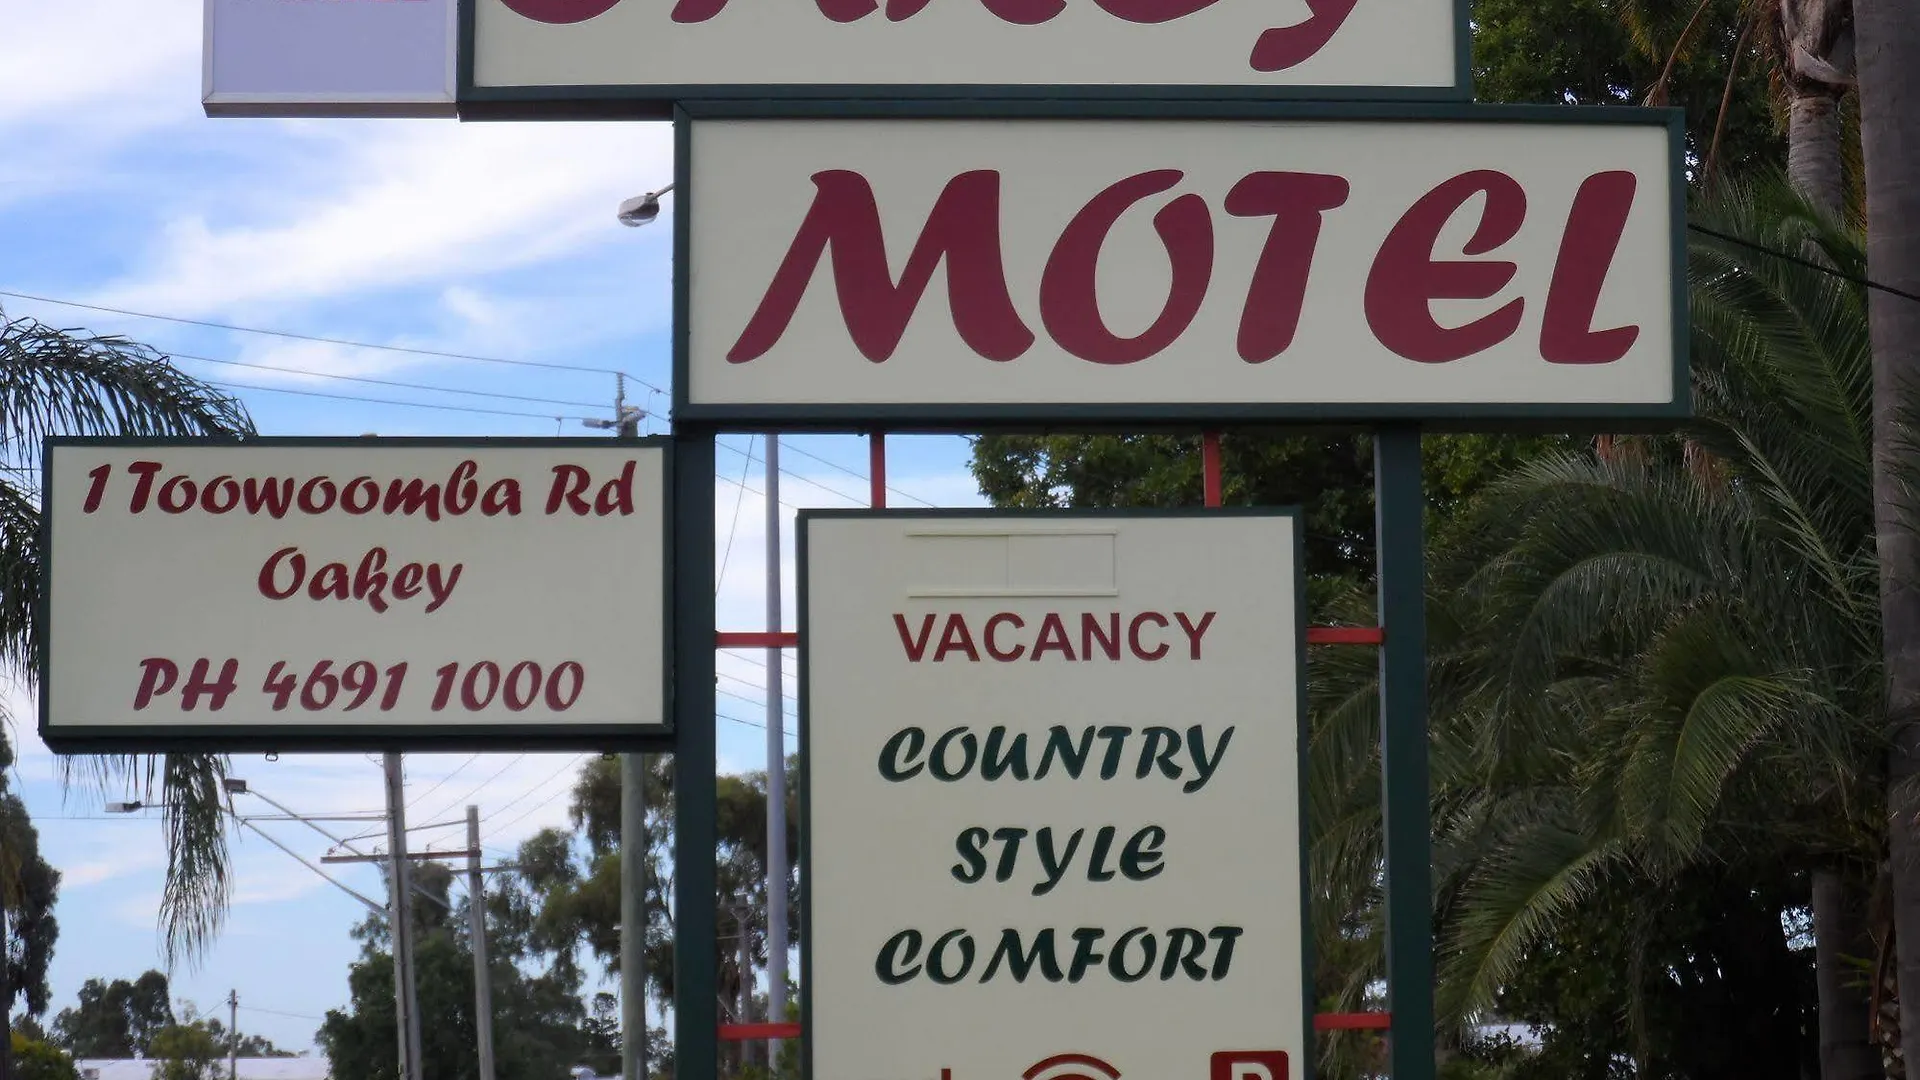 MOTEL
1 Toowoomba Rd
Oakey
PH 4691 1000
VACANCY
COUNTRY
STYLE
COMFORT